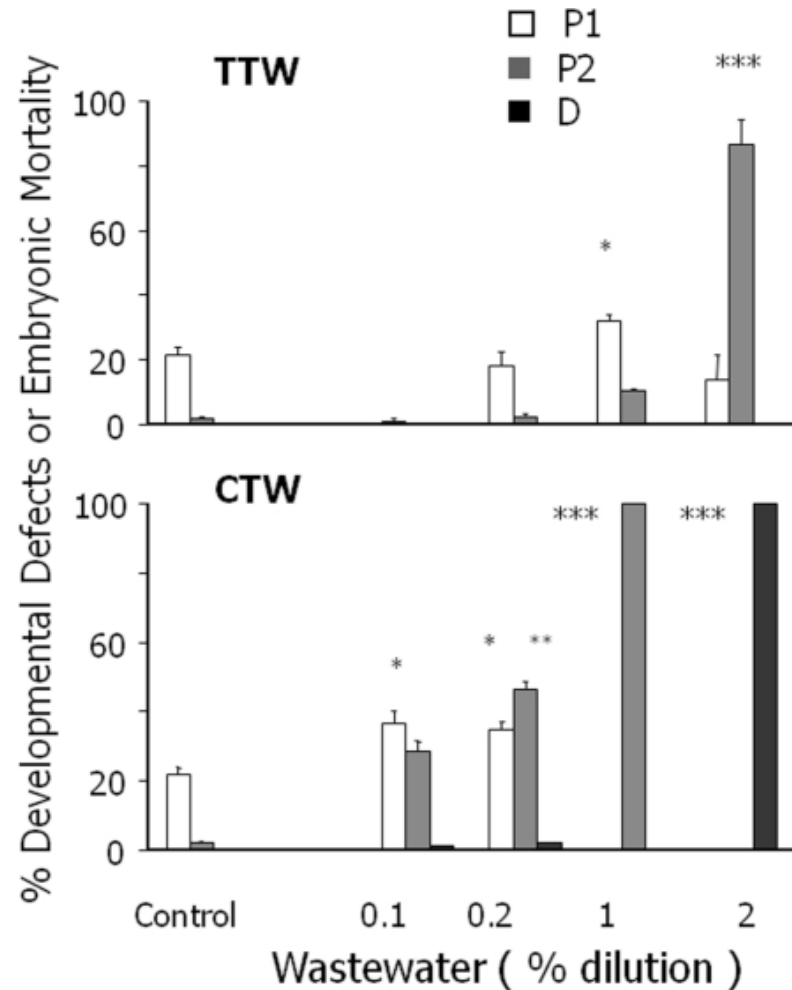 P1
P2
D
TTW
***
100
60
20
0
*
CTW
100
60
20
0
*
* **
*** ***
% Developmental Defects or Embryonic Mortality
Control 0.1 0.2 1 2
Wastewater ( % dilution )